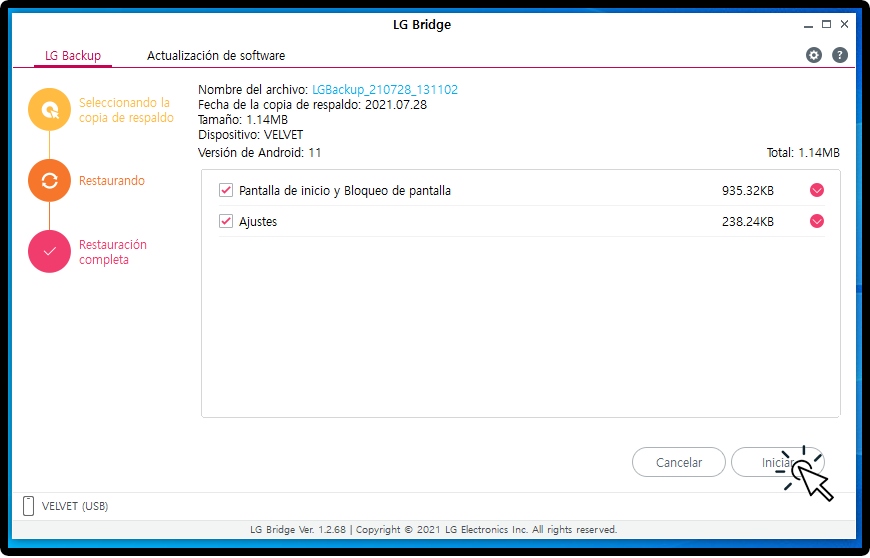 LG Bridge
LG Backup
Actualización de software
?
Seleccionando la
copia de respaldo
Restaurando
Restauración
completa
Nombre del archivo: LGBackup_210728_131102
Fecha de la copia de respaldo: 2021.07.28
Tamaño: 1.14MB
Dispositivo: VELVET
Versión de Android: 11
Total: 1.14MB
Pantalla de inicio y Bloqueo de pantalla 935.32KB
Ajustes 238.24KB
Cancelar
Iniciar
VELVET (USB)
LG Bridge Ver. 1.2.68 | Copyright © 2021 LG Electronics Inc. All rights reserved.